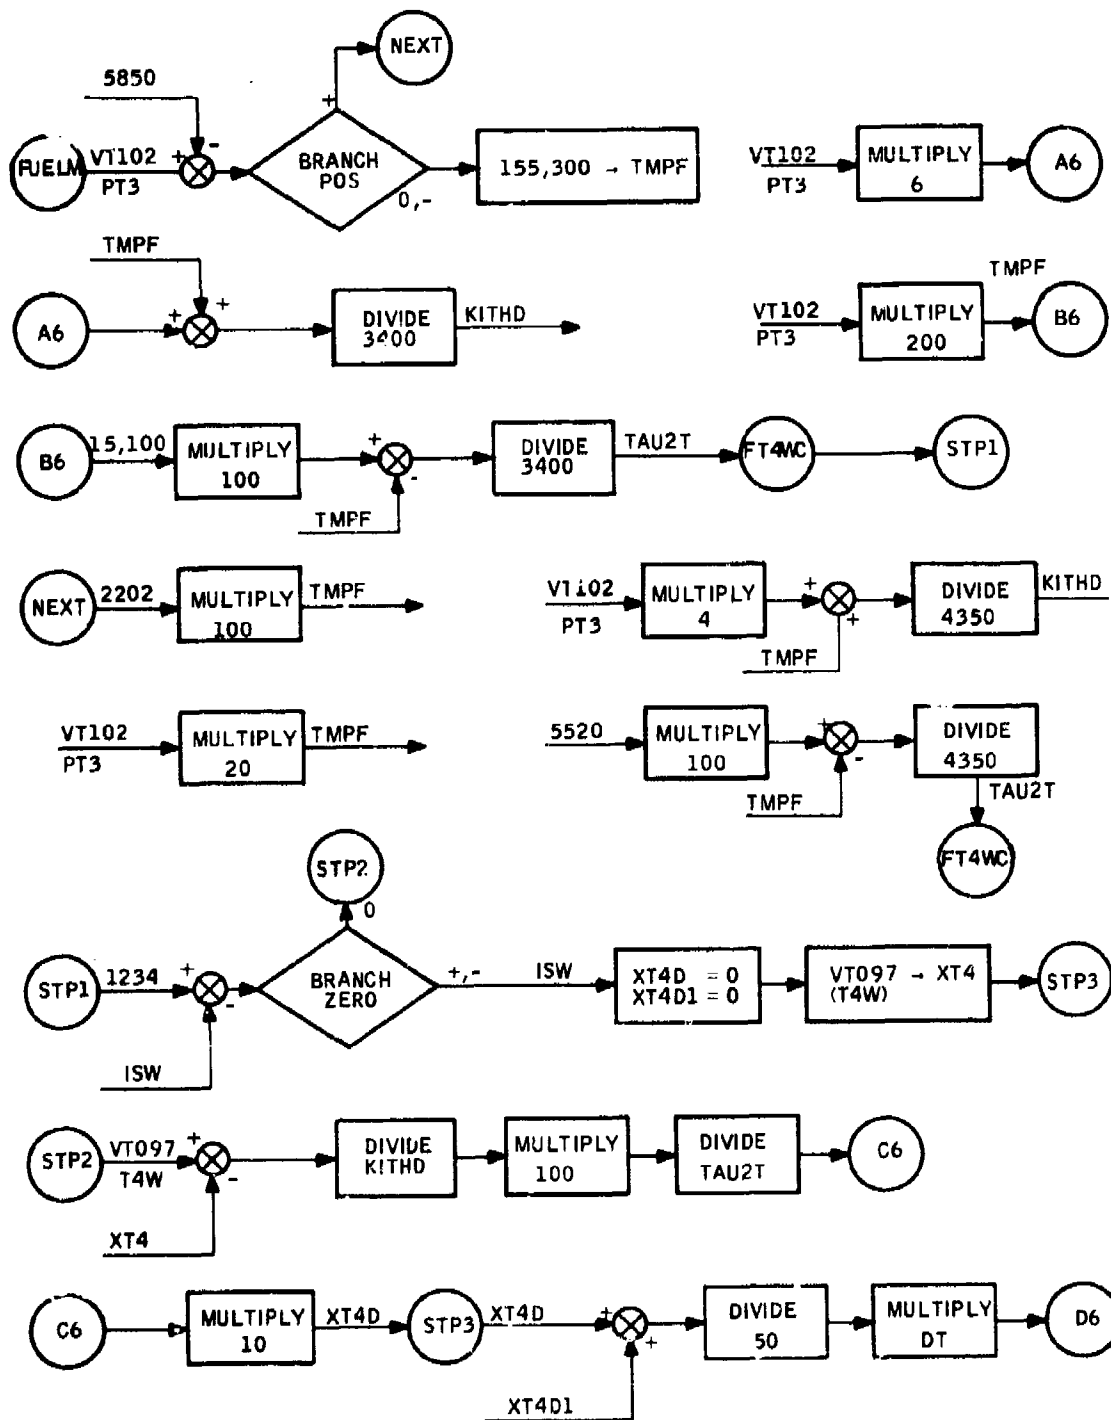 NEXT
5850
+
-
FUELM
VT102
PT3
+
BRANCH
POS
0,-
155,300 → TMPF
VT102
PT3
MULTIPLY
6
A6
TMPF
A6
+
+
DIVIDE
3400
KITHD
VT102
PT3
MULTIPLY
200
TMPF
B6
B6
15,100
MULTIPLY
100
+
-
TMPF
DIVIDE
3400
TAU2T
FT4WC
STP1
NEXT
2202
MULTIPLY
100
TMPF
VT102
PT3
MULTIPLY
4
+
+
TMPF
DIVIDE
4350
KITHD
VT102
PT3
MULTIPLY
20
TMPF
5520
MULTIPLY
100
+
-
TMPF
DIVIDE
4350
TAU2T
FT4WC
STP2
0
STP1
1234
+
-
ISW
BRANCH
ZERO
+,-
ISW
XT4D = 0
XT4D1 = 0
VT097 → XT4
(T4W)
STP3
STP2
VT097
T4W
+
-
XT4
DIVIDE
KITHD
MULTIPLY
100
DIVIDE
TAU2T
C6
C6
MULTIPLY
10
XT4D
STP3
XT4D
+
+
XT4D1
DIVIDE
50
MULTIPLY
DT
D6